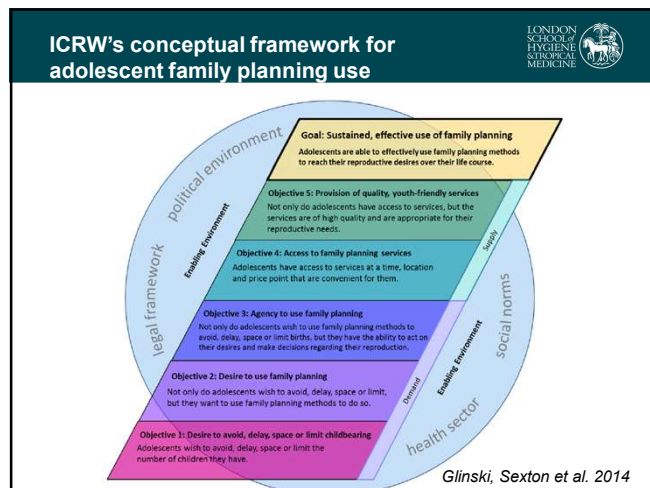 ICRW's conceptual framework for
adolescent family planning use
LONDON
SCHOOL of
HYGIENE
& TROPICAL
MEDICINE
political environment
legal framework
Enabling Environment
Goal: Sustained, effective use of family planning
Adolescents are able to effectively use family planning methods
to reach their reproductive desires over their life course.
Objective 5: Provision of quality, youth-friendly services
Not only do adolescents have access to services, but the
services are of high quality and are appropriate for their
reproductive needs.
Objective 4: Access to family planning services
Adolescents have access to services at a time, location
and price point that are convenient for them.
Objective 3: Agency to use family planning
Not only do adolescents wish to use family planning methods to
avoid, delay, space or limit births, but they have the ability to act on
their desires and make decisions regarding their reproduction.
Objective 2: Desire to use family planning
Not only do adolescents wish to avoid, delay, space or limit,
but they want to use family planning methods to do so.
Objective 1: Desire to avoid, delay, space or limit childbearing
Adolescents wish to avoid, delay, space or limit the
number of children they have.
Supply
Demand
Enabling Environment
social norms
health sector
Glinski, Sexton et al. 2014